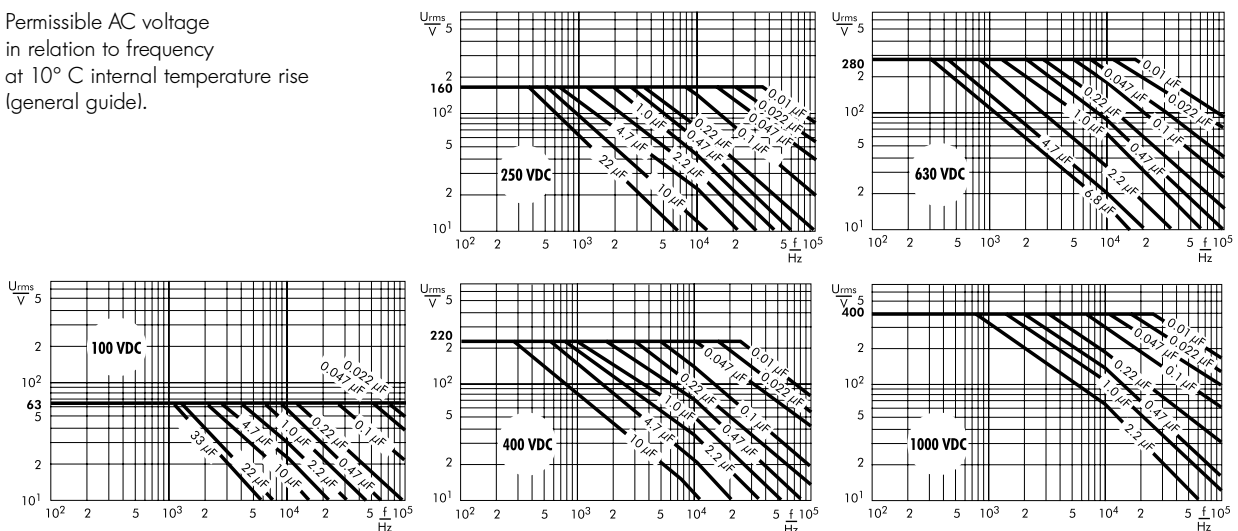 Permissible AC voltage
in relation to frequency
at 10° C internal temperature rise
(general guide).
Urms
V
5
2
160
10²
5
2
10¹
0.01 µF
0.022 µF
0.047 µF
0.1 µF
0.22 µF
0.47 µF
1.0 µF
2.2 µF
4.7 µF
10 µF
22 µF
250 VDC
10² 2 5 10³ 2 5 10⁴ 2 5 f 10⁵
Hz
Urms
V
5
280
2
10²
5
2
10¹
0.01 µF
0.022 µF
0.047 µF
0.1 µF
0.22 µF
0.47 µF
1.0 µF
2.2 µF
4.7 µF
6.8 µF
630 VDC
10² 2 5 10³ 2 5 10⁴ 2 5 f 10⁵
Hz
Urms
V
5
2
10²
63
5
2
10¹
100 VDC
0.022 µF
0.047 µF
0.1 µF
0.22 µF
0.47 µF
1.0 µF
2.2 µF
4.7 µF
10 µF
22 µF
33 µF
10² 2 5 10³ 2 5 10⁴ 2 5 f 10⁵
Hz
Urms
V
5
220
2
10²
5
2
10¹
0.01 µF
0.022 µF
0.047 µF
0.1 µF
0.22 µF
0.47 µF
1.0 µF
2.2 µF
4.7 µF
10 µF
400 VDC
10² 2 5 10³ 2 5 10⁴ 2 5 f 10⁵
Hz
Urms
V
5
400
2
10²
5
2
10¹
0.01 µF
0.022 µF
0.047 µF
0.1 µF
0.22 µF
0.47 µF
1.0 µF
2.2 µF
1000 VDC
10² 2 5 10³ 2 5 10⁴ 2 5 f 10⁵
Hz